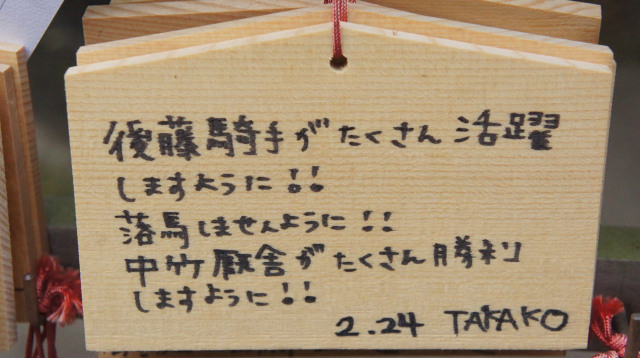 後藤騎手がたくさん活躍
しますように!!
落馬しませんように!!
中竹厩舎がたくさん勝利
しますように!!
2.24 TAKAKO